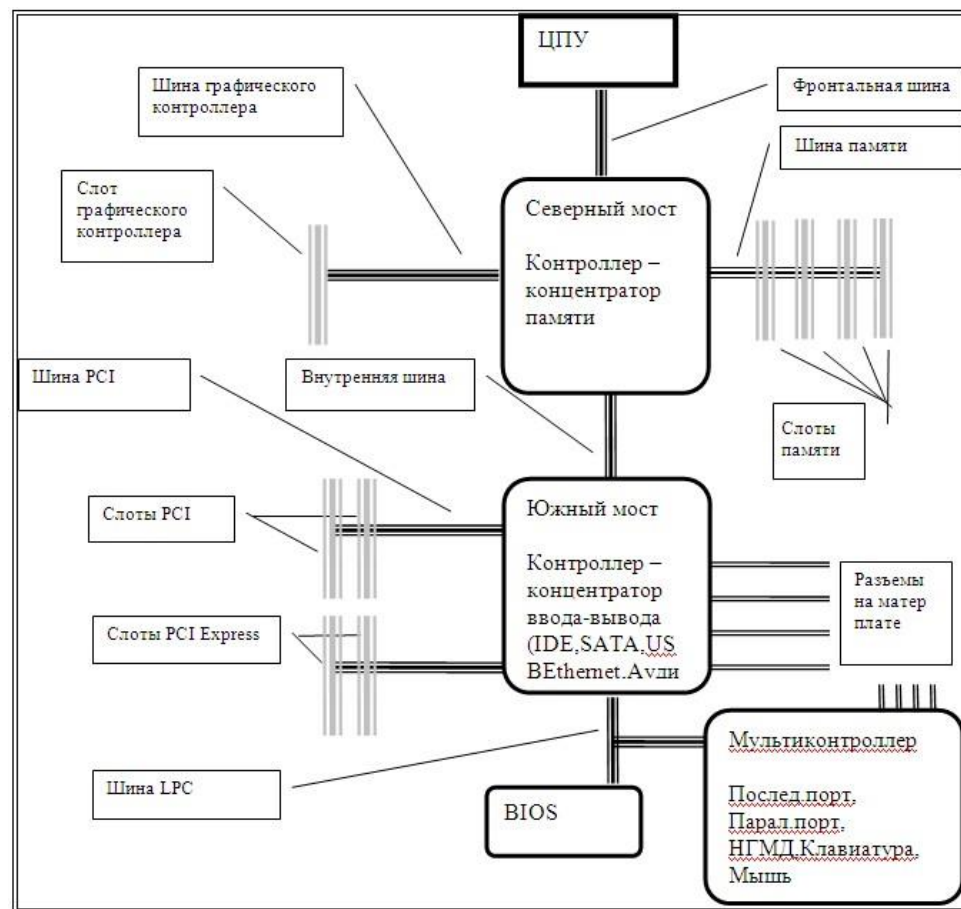 ЦПУ
Шина графического
контроллера
Фронтальная шина
Шина памяти
Слот
графического
контроллера
Северный мост
Контроллер –
концентратор
памяти
Шина PCI
Внутренняя шина
Слоты
памяти
Слоты PCI
Южный мост
Контроллер –
концентратор
ввода-вывода
(IDE,SATA,US
BEthernet.Ауди
Разъемы
на матер
плате
Слоты PCI Express
Мультиконтроллер
Послед.порт,
Парал.порт,
НГМД,Клавиатура,
Мышь
Шина LPC
BIOS